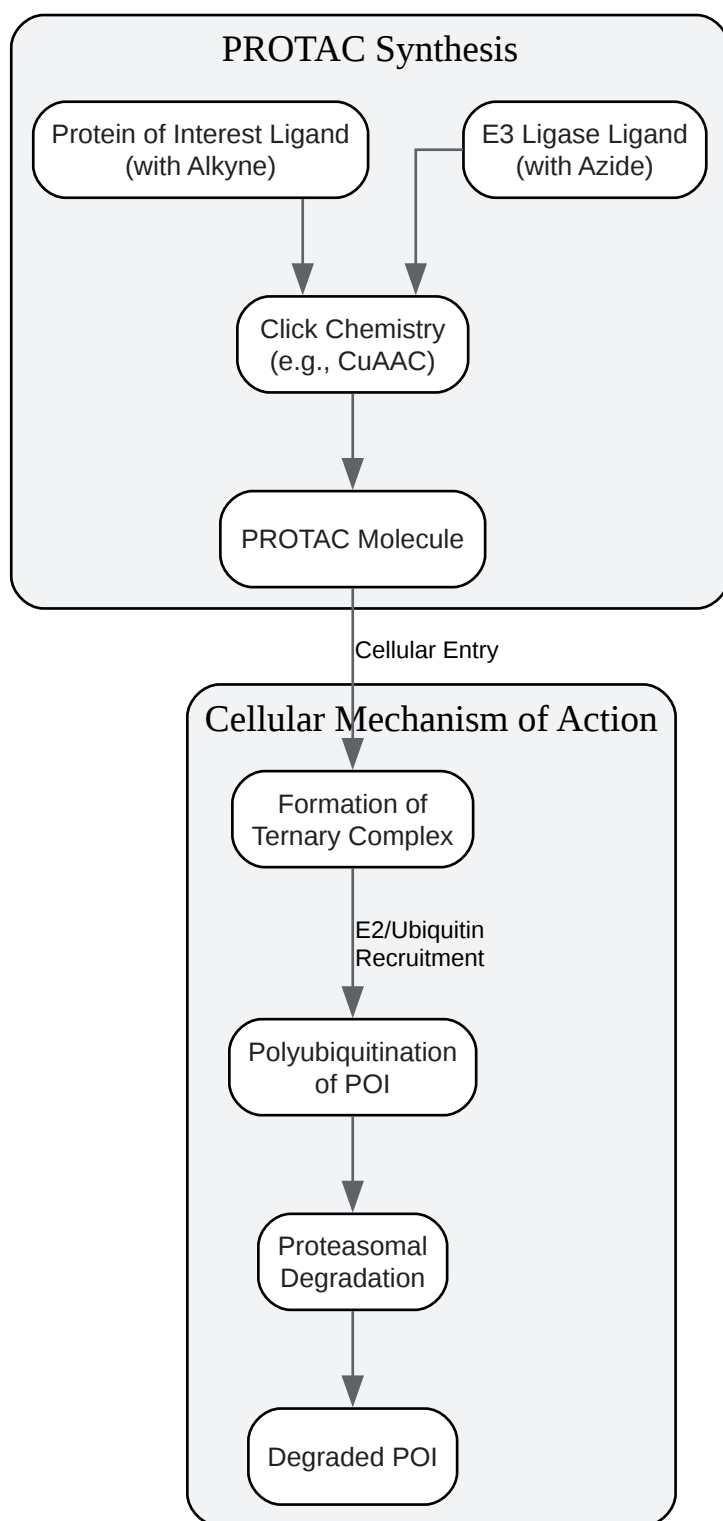 PROTAC Synthesis
Protein of Interest Ligand
(with Alkyne)
E3 Ligase Ligand
(with Azide)
Click Chemistry
(e.g., CuAAC)
PROTAC Molecule
Cellular Entry
Cellular Mechanism of Action
Formation of
Ternary Complex
E2/Ubiquitin
Recruitment
Polyubiquitination
of POI
Proteasomal
Degradation
Degraded POI